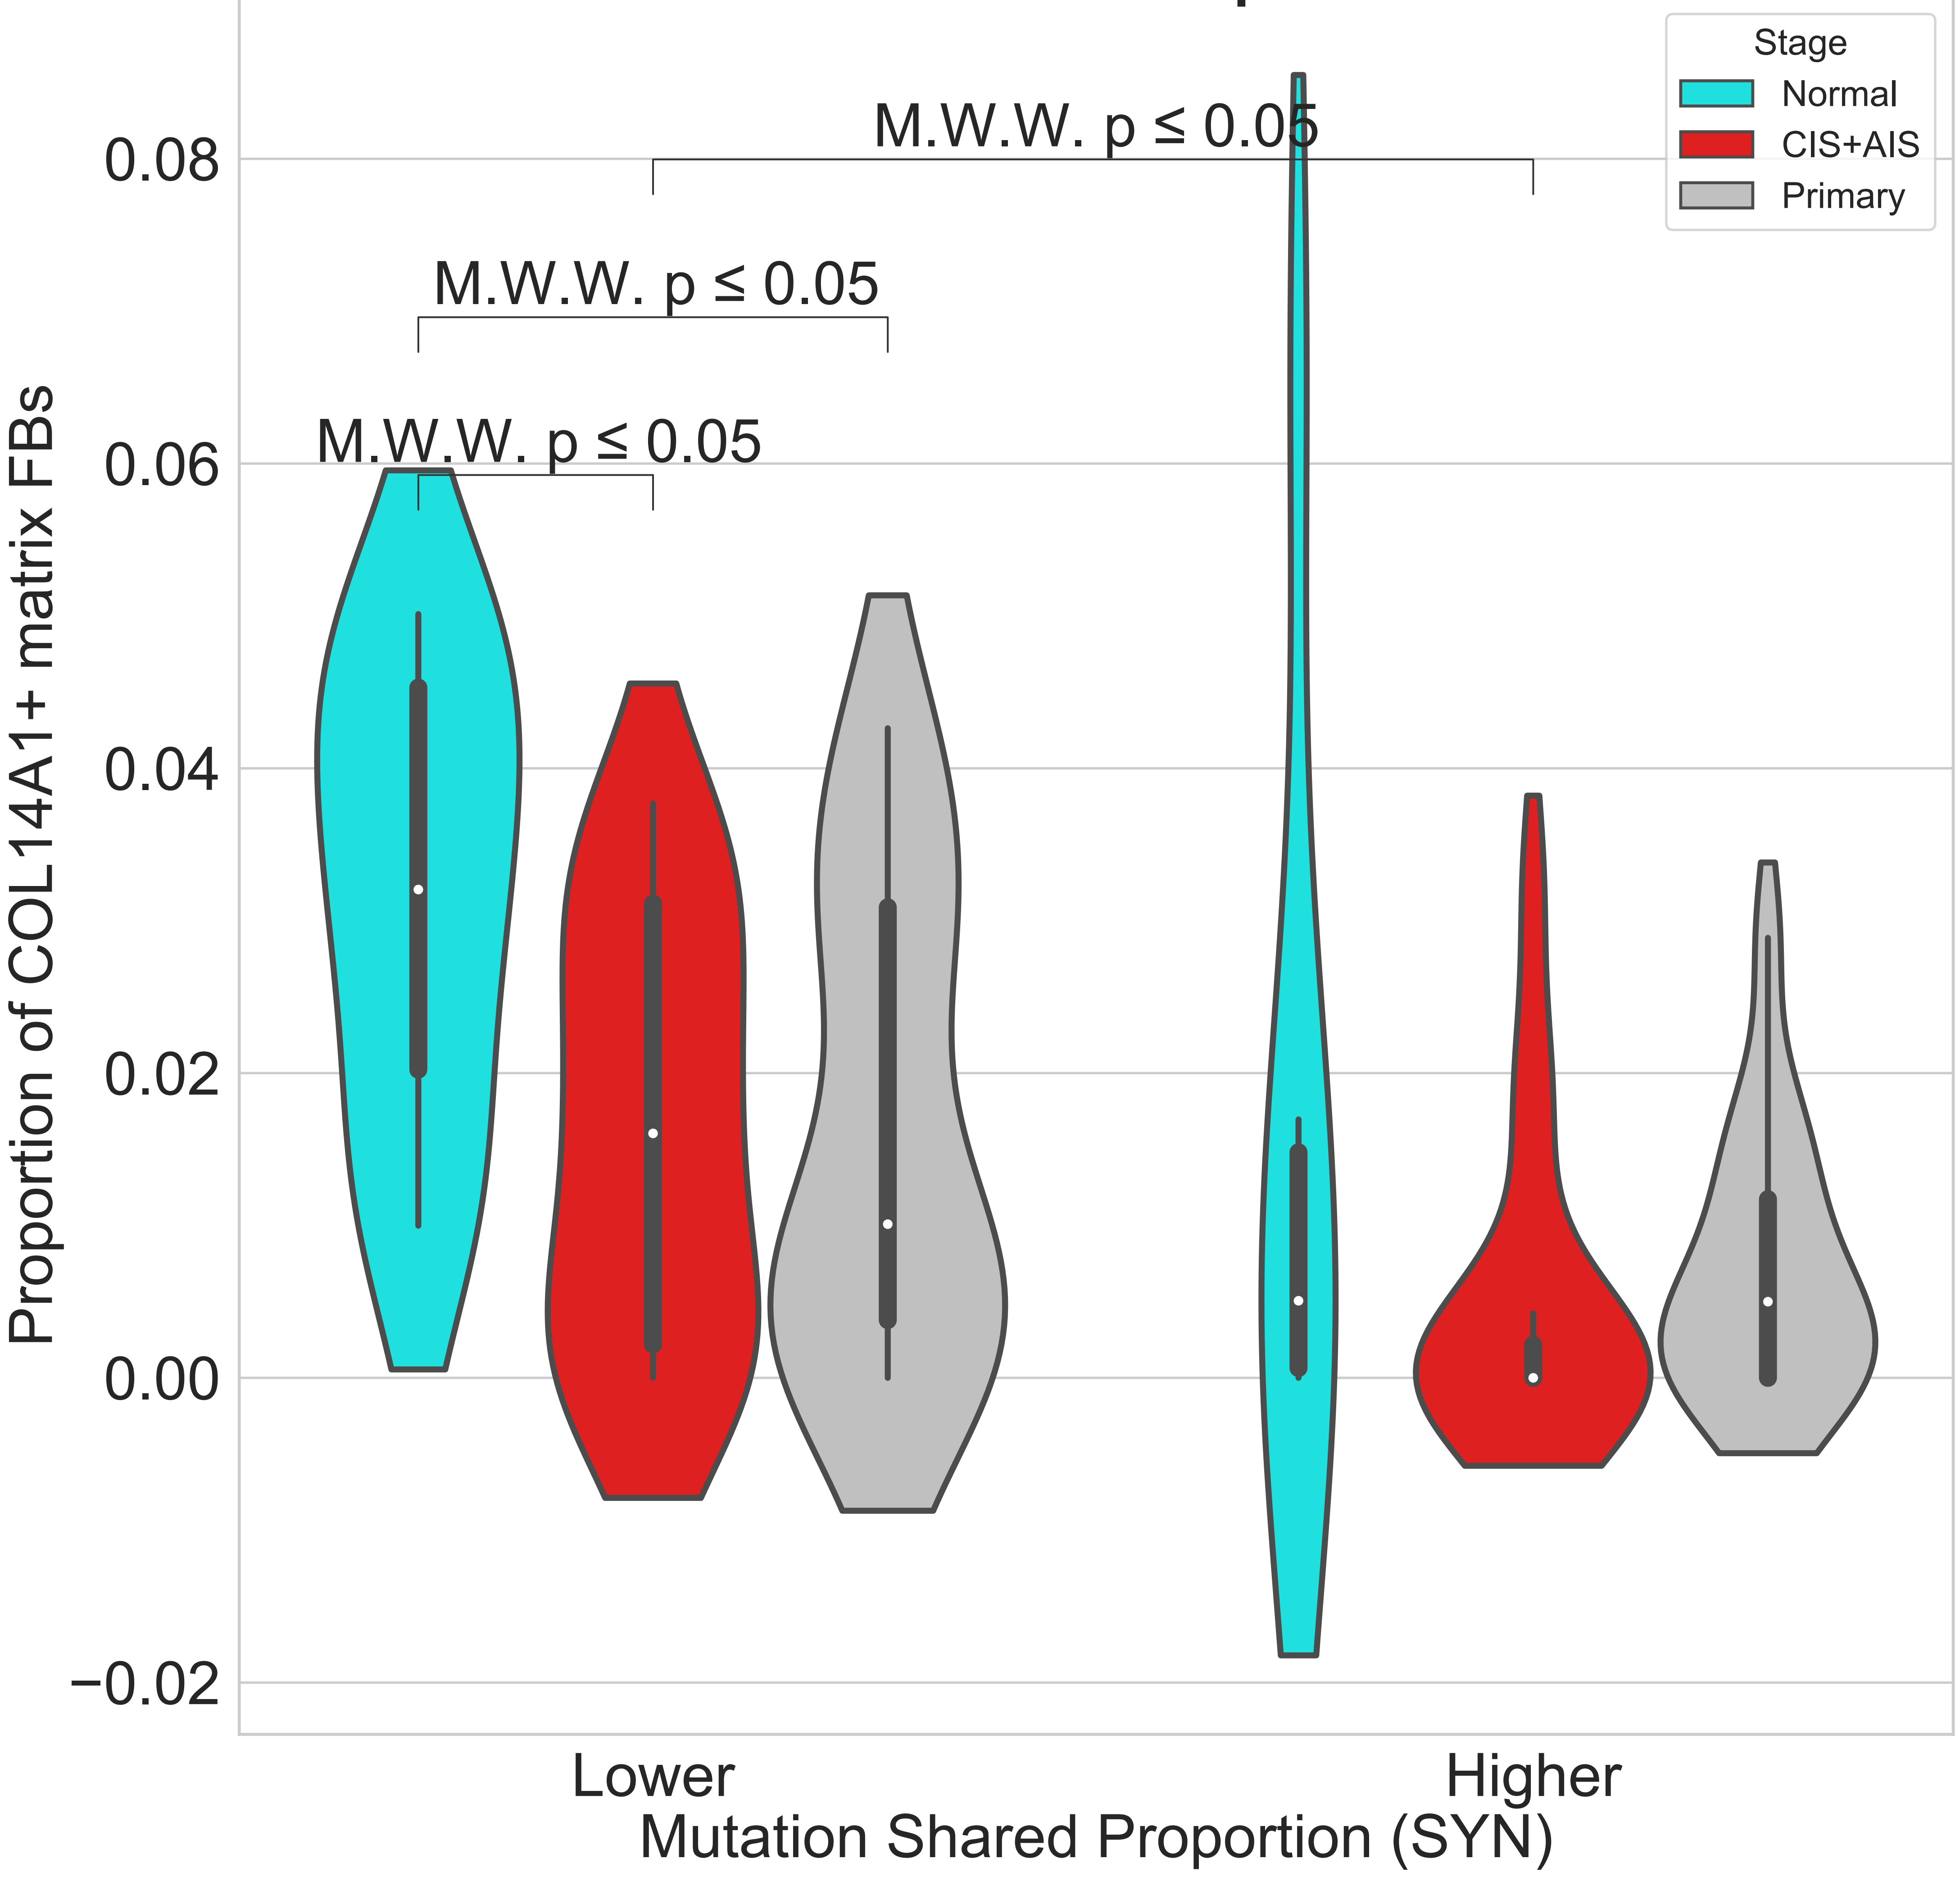 Stage
Normal
CIS+AIS
Primary
M.W.W. p ≤ 0.05
M.W.W. p ≤ 0.05
M.W.W. p ≤ 0.05
0.08
0.06
0.04
0.02
0.00
−0.02
Proportion of COL14A1+ matrix FBs
Lower
Higher
Mutation Shared Proportion (SYN)